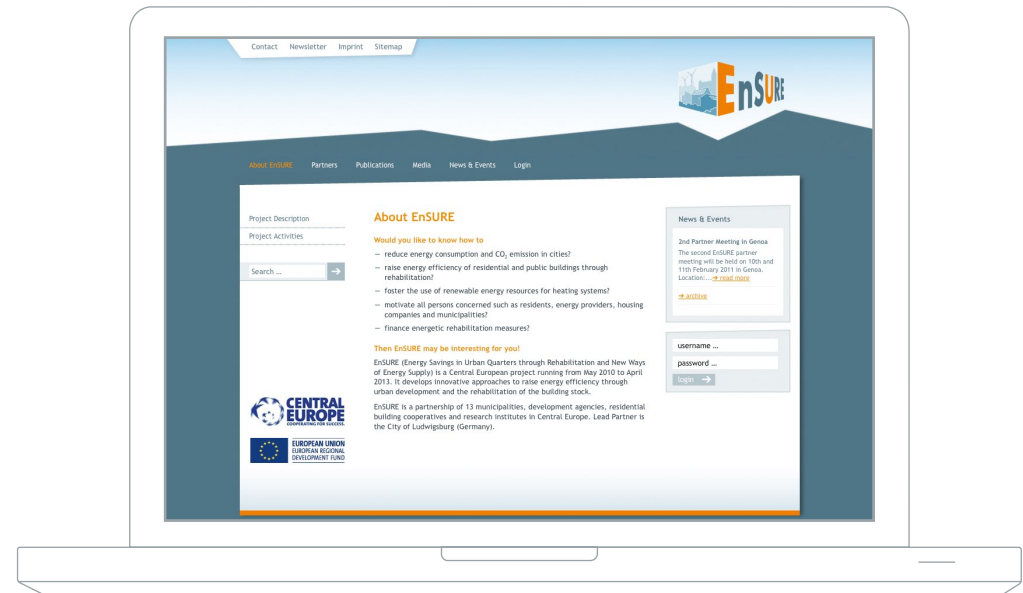 Contact Newsletter Imprint Sitemap
EnSURE
About EnSURE Partners Publications Media News & Events Login
Project Description
Project Activities
Search ...
CENTRAL
EUROPE
COOPERATING FOR SUCCESS.
EUROPEAN UNION
EUROPEAN REGIONAL
DEVELOPMENT FUND
About EnSURE
Would you like to know how to
— reduce energy consumption and CO₂ emission in cities?
— raise energy efficiency of residential and public buildings through
rehabilitation?
— foster the use of renewable energy resources for heating systems?
— motivate all persons concerned such as residents, energy providers, housing
companies and municipalities?
— finance energetic rehabilitation measures?
Then EnSURE may be interesting for you!
EnSURE (Energy Savings in Urban Quarters through Rehabilitation and New Ways
of Energy Supply) is a Central European project running from May 2010 to April
2013. It develops innovative approaches to raise energy efficiency through
urban development and the rehabilitation of the building stock.
EnSURE is a partnership of 13 municipalities, development agencies, residential
building cooperatives and research institutes in Central Europe. Lead Partner is
the City of Ludwigsburg (Germany).
News & Events
2nd Partner Meeting in Genoa
The second EnSURE partner
meeting will be held on 10th and
11th February 2011 in Genoa.
Location:...→ read more
→ archive
username ...
password ...
login →